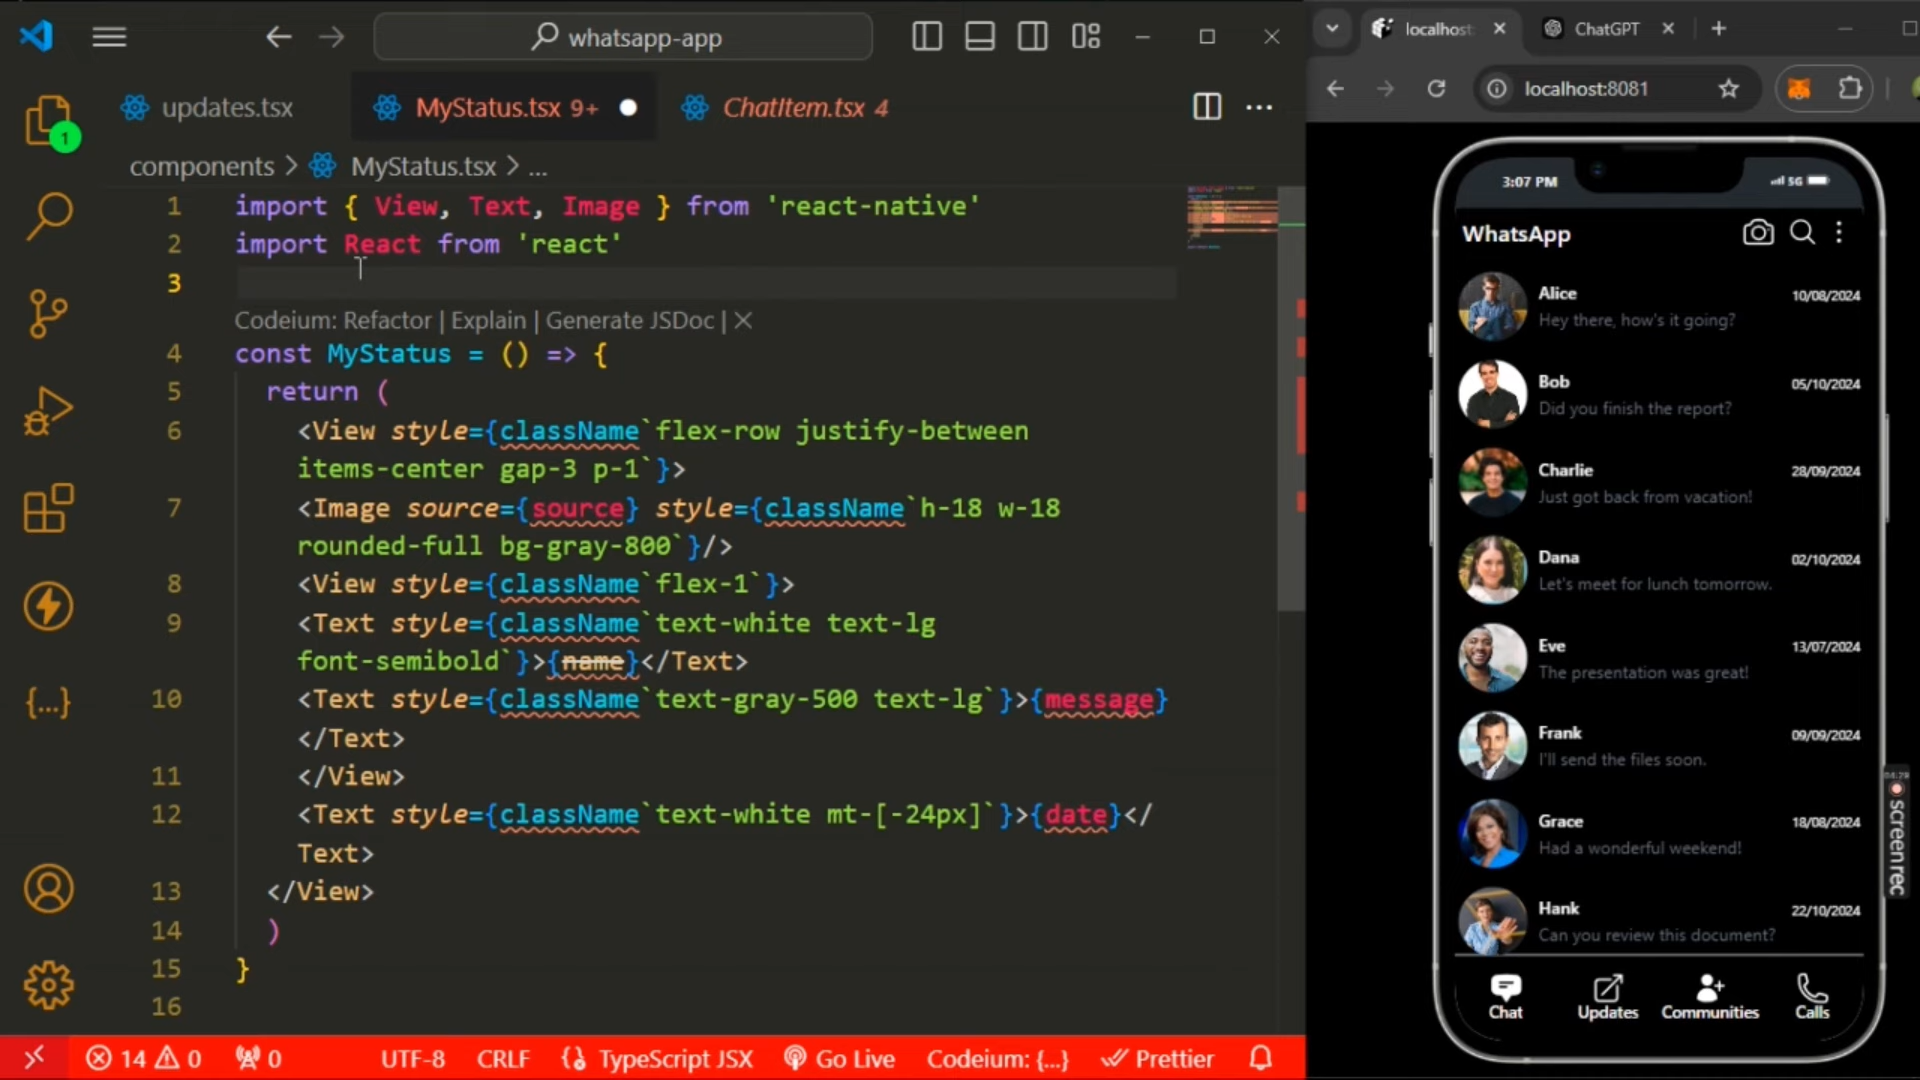 whatsapp-app
updates.tsx
MyStatus.tsx 9+
ChatItem.tsx 4
components > MyStatus.tsx > ...
1
1 import { View, Text, Image } from 'react-native'
2 import React from 'react'
3
Codeium: Refactor | Explain | Generate JSDoc | ×
4 const MyStatus = () => {
5 return (
6 <View style={className`flex-row justify-between
items-center gap-3 p-1`}>
7 <Image source={source} style={className`h-18 w-18
rounded-full bg-gray-800`}/>
8 <View style={className`flex-1`}>
9 <Text style={className`text-white text-lg
font-semibold`}>{name}</Text>
10 <Text style={className`text-gray-500 text-lg`}>{message}
</Text>
11 </View>
12 <Text style={className`text-white mt-[-24px]`}>{date}</
Text>
13 </View>
14 )
15 }
16
14 0 0 UTF-8 CRLF TypeScript JSX Go Live Codeium: {...} Prettier
localhost:
ChatGPT
localhost:8081
3:07 PM
5G
WhatsApp
Alice 10/08/2024
Hey there, how's it going?
Bob 05/10/2024
Did you finish the report?
Charlie 28/09/2024
Just got back from vacation!
Dana 02/10/2024
Let's meet for lunch tomorrow.
Eve 13/07/2024
The presentation was great!
Frank 09/09/2024
I'll send the files soon.
Grace 18/08/2024
Had a wonderful weekend!
Hank 22/10/2024
Can you review this document?
Chat Updates Communities Calls
04:29
screenrec